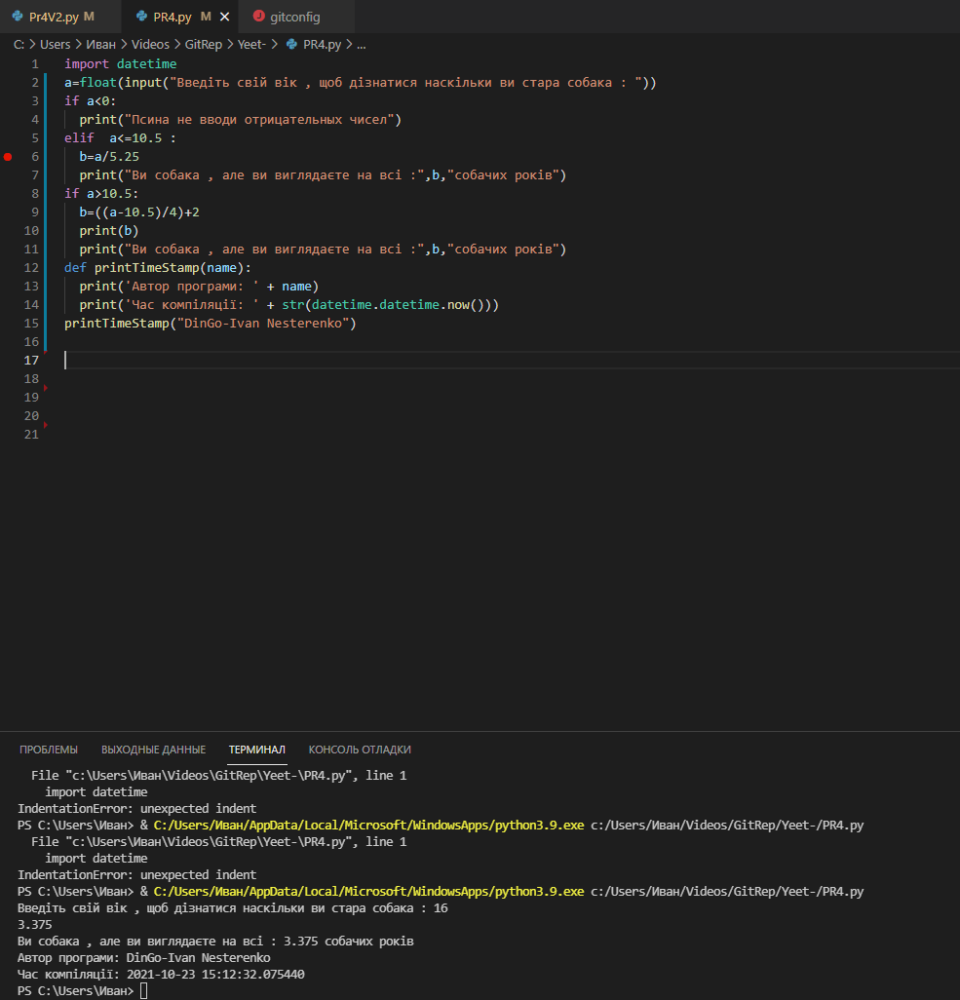 Pr4V2.py M PR4.py M gitconfig
C: > Users > Иван > Videos > GitRep > Yeet- > PR4.py > ...
1 import datetime
2 a=float(input("Введіть свій вік , щоб дізнатися наскільки ви стара собака : "))
3 if a<0:
4 print("Псина не вводи отрицательных чисел")
5 elif  a<=10.5 :
6 b=a/5.25
7 print("Ви собака , але ви виглядаєте на всі :",b,"собачих років")
8 if a>10.5:
9 b=((a-10.5)/4)+2
10 print(b)
11 print("Ви собака , але ви виглядаєте на всі :",b,"собачих років")
12 def printTimeStamp(name):
13 print('Автор програми: ' + name)
14 print('Час компіляції: ' + str(datetime.datetime.now()))
15 printTimeStamp("DinGo-Ivan Nesterenko")
16
17
18
19
20
21
ПРОБЛЕМЫ ВЫХОДНЫЕ ДАННЫЕ ТЕРМИНАЛ КОНСОЛЬ ОТЛАДКИ
File "c:\Users\Иван\Videos\GitRep\Yeet-\PR4.py", line 1
import datetime
IndentationError: unexpected indent
PS C:\Users\Иван> & C:/Users/Иван/AppData/Local/Microsoft/WindowsApps/python3.9.exe c:/Users/Иван/Videos/GitRep/Yeet-/PR4.py
File "c:\Users\Иван\Videos\GitRep\Yeet-\PR4.py", line 1
import datetime
IndentationError: unexpected indent
PS C:\Users\Иван> & C:/Users/Иван/AppData/Local/Microsoft/WindowsApps/python3.9.exe c:/Users/Иван/Videos/GitRep/Yeet-/PR4.py
Введіть свій вік , щоб дізнатися наскільки ви стара собака : 16
3.375
Ви собака , але ви виглядаєте на всі : 3.375 собачих років
Автор програми: DinGo-Ivan Nesterenko
Час компіляції: 2021-10-23 15:12:32.075440
PS C:\Users\Иван>